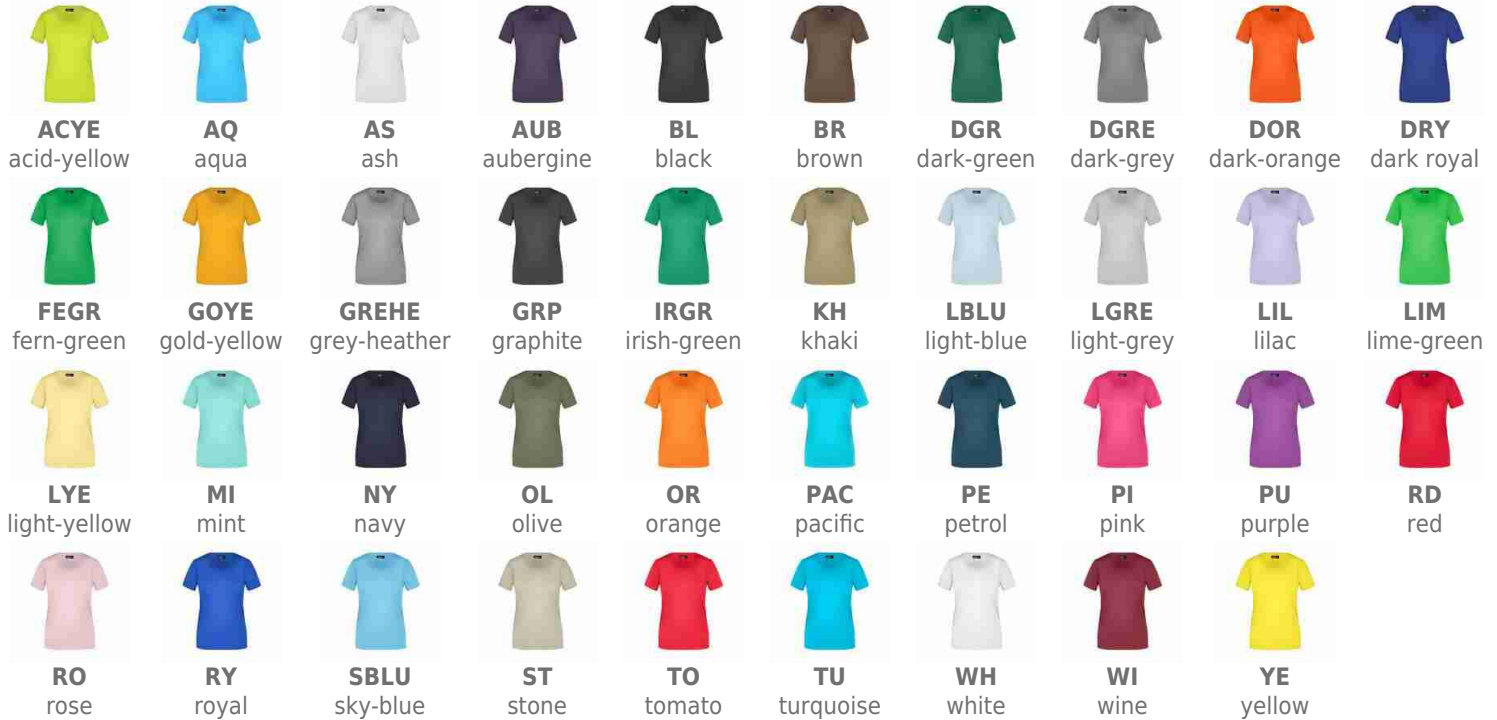 ACYE AQ AS AUB BL BR DGR DGRE DOR DRY
acid-yellow aqua ash aubergine black brown dark-green dark-grey dark-orange dark royal
FEGR GOYE GREHE GRP IRGR KH LBLU LGRE LIL LIM
fern-green gold-yellow grey-heather graphite irish-green khaki light-blue light-grey lilac lime-green
LYE MI NY OL OR PAC PE PI PU RD
light-yellow mint navy olive orange pacific petrol pink purple red
RO RY SBLU ST TO TU WH WI YE
rose royal sky-blue stone tomato turquoise white wine yellow